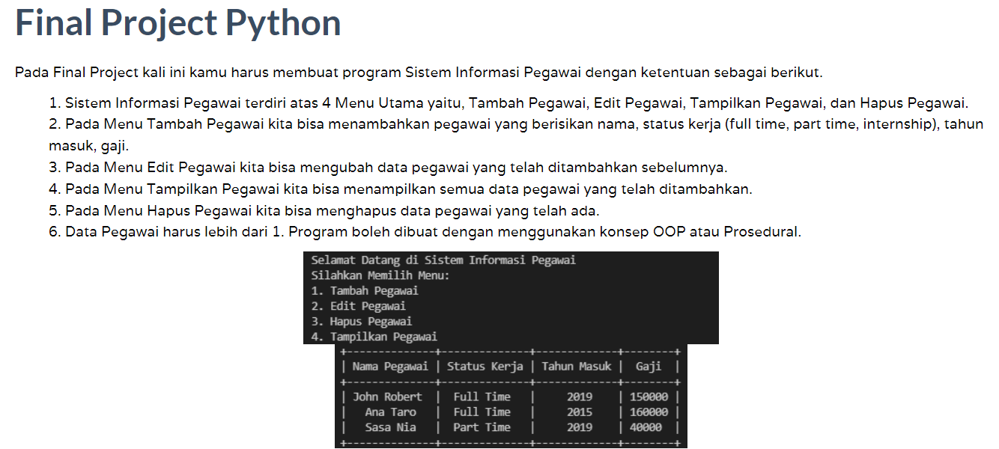 Final Project Python
Pada Final Project kali ini kamu harus membuat program Sistem Informasi Pegawai dengan ketentuan sebagai berikut.
1. Sistem Informasi Pegawai terdiri atas 4 Menu Utama yaitu, Tambah Pegawai, Edit Pegawai, Tampilkan Pegawai, dan Hapus Pegawai.
2. Pada Menu Tambah Pegawai kita bisa menambahkan pegawai yang berisikan nama, status kerja (full time, part time, internship), tahun
masuk, gaji.
3. Pada Menu Edit Pegawai kita bisa mengubah data pegawai yang telah ditambahkan sebelumnya.
4. Pada Menu Tampilkan Pegawai kita bisa menampilkan semua data pegawai yang telah ditambahkan.
5. Pada Menu Hapus Pegawai kita bisa menghapus data pegawai yang telah ada.
6. Data Pegawai harus lebih dari 1. Program boleh dibuat dengan menggunakan konsep OOP atau Prosedural.
Selamat Datang di Sistem Informasi Pegawai
Silahkan Memilih Menu:
1. Tambah Pegawai
2. Edit Pegawai
3. Hapus Pegawai
4. Tampilkan Pegawai
+--------------+--------------+-------------+--------+
| Nama Pegawai | Status Kerja | Tahun Masuk |  Gaji  |
+--------------+--------------+-------------+--------+
| John Robert  |  Full Time   |     2019    | 150000 |
|   Ana Taro   |  Full Time   |     2015    | 160000 |
|   Sasa Nia   |  Part Time   |     2019    | 40000  |
+--------------+--------------+-------------+--------+